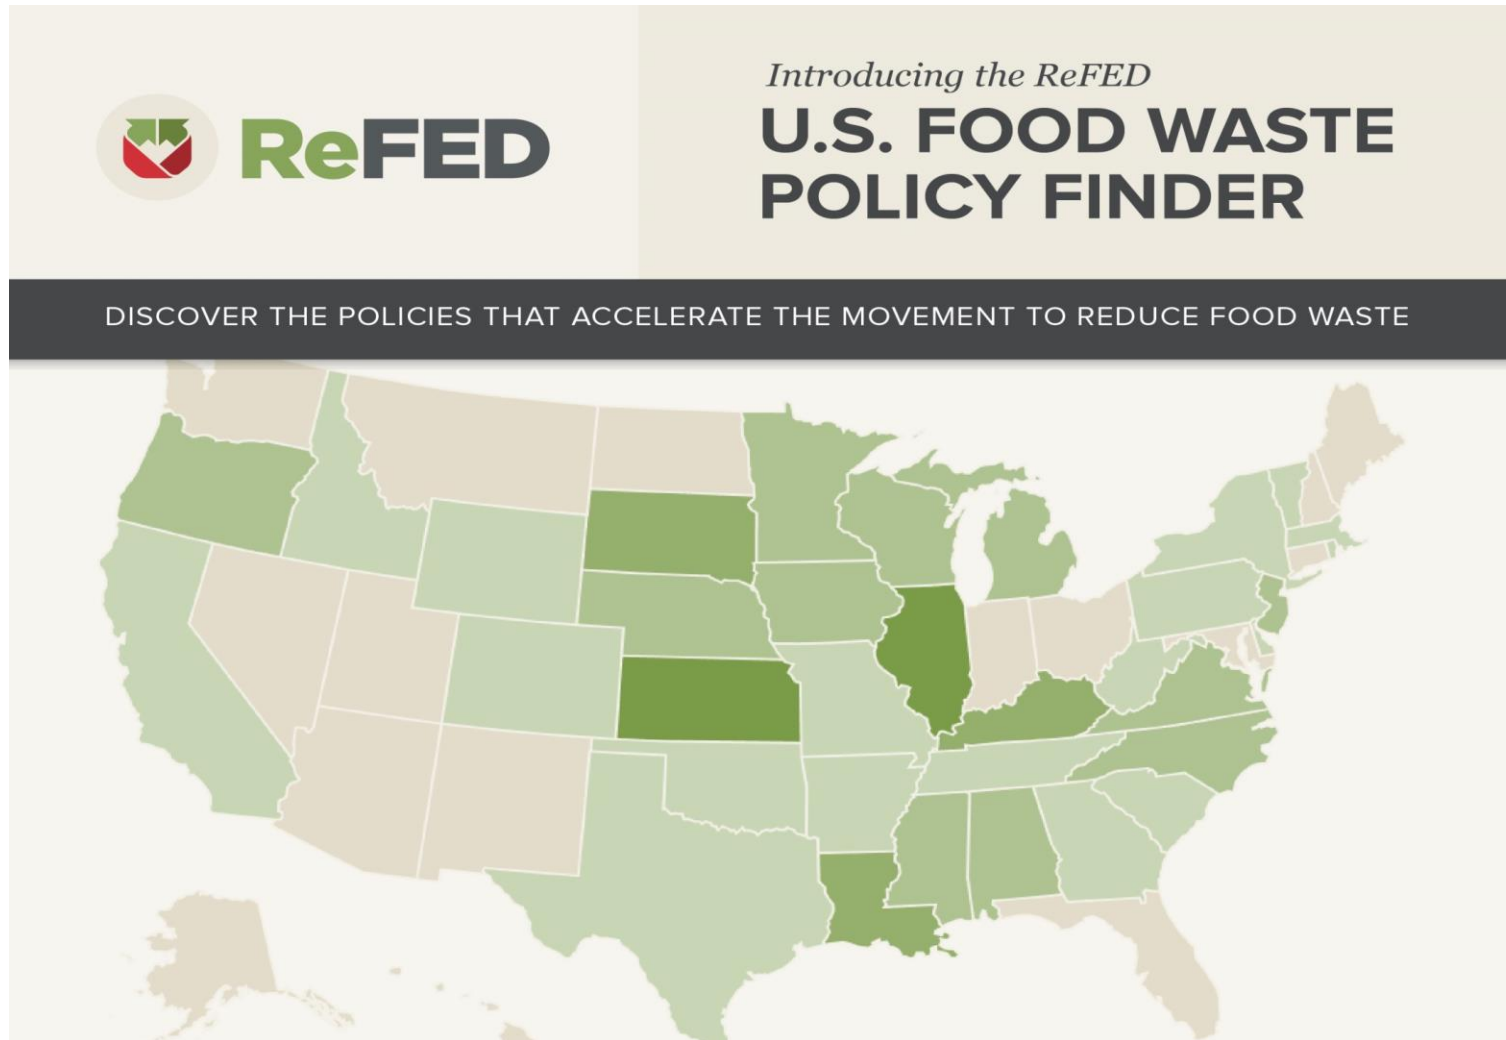 ReFED
Introducing the ReFED
U.S. FOOD WASTE
POLICY FINDER
DISCOVER THE POLICIES THAT ACCELERATE THE MOVEMENT TO REDUCE FOOD WASTE